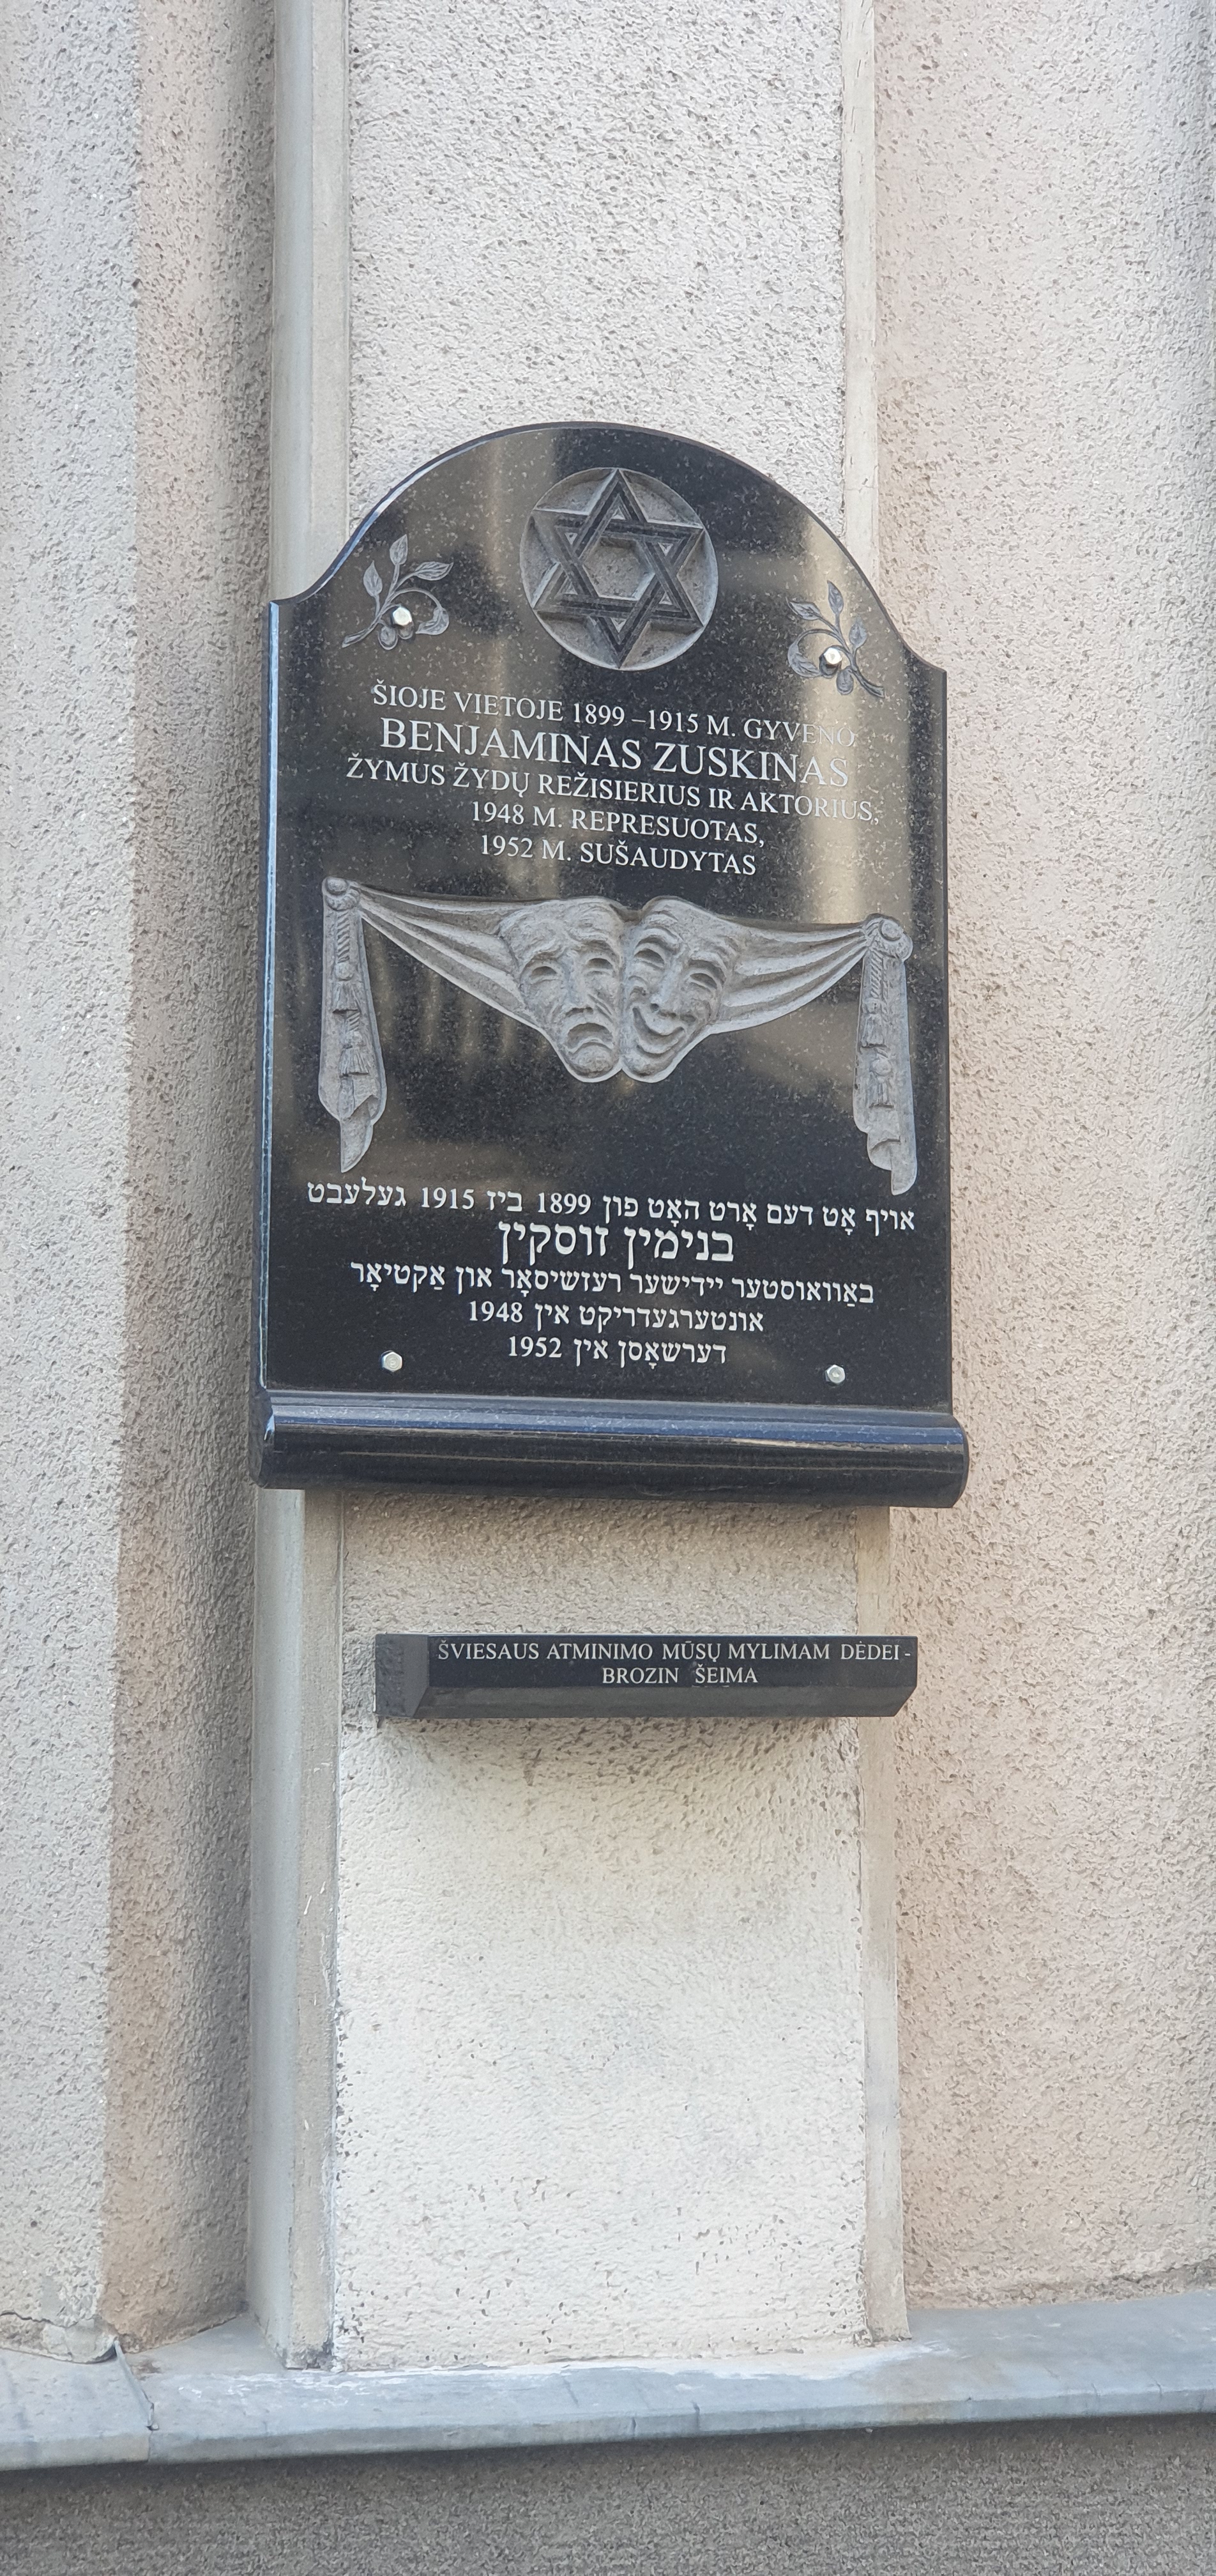 ŠIOJE VIETOJE 1899 –1915 M. GYVENO
BENJAMINAS ZUSKINAS
ŽYMUS ŽYDŲ REŽISIERIUS IR AKTORIUS,
1948 M. REPRESUOTAS,
1952 M. SUŠAUDYTAS
אויף אָט דעם אָרט האָט פון 1899 ביז 1915 געלעבט
בנימין זוסקין
באַוואוסטער יידישער רעזשיסאָר און אַקטיאָר
אונטערגעדריקט אין 1948
דערשאָסן אין 1952
ŠVIESAUS ATMINIMO MŪSŲ MYLIMAM DĖDEI -
BROZIN ŠEIMA